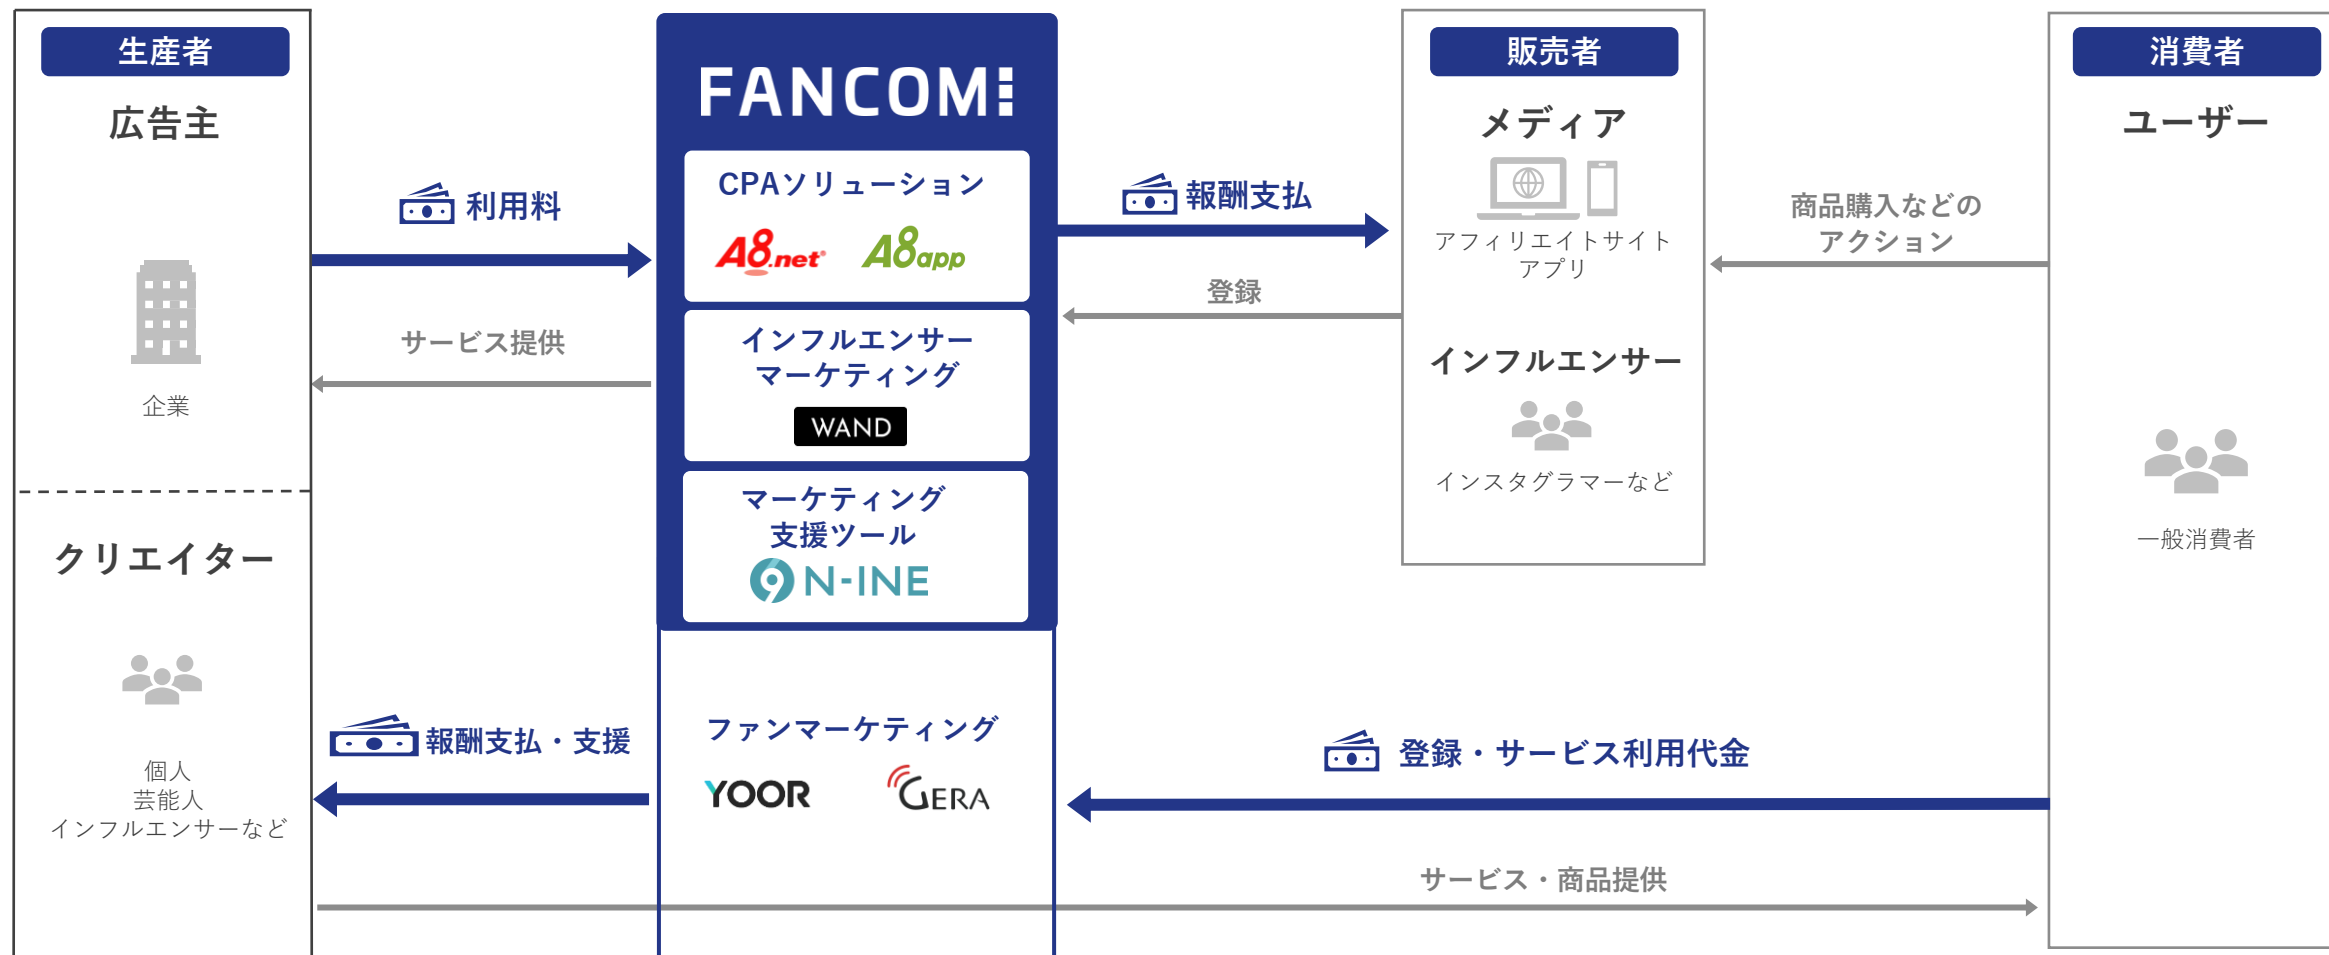 生産者
広告主
企業
クリエイター
個人
芸能人
インフルエンサーなど
利用料
サービス提供
報酬支払・支援
FANCOMI
CPAソリューション
A8.net
A8app
インフルエンサー
マーケティング
WAND
マーケティング
支援ツール
N-INE
ファンマーケティング
YOOR
GERA
報酬支払
登録
販売者
メディア
アフィリエイトサイト
アプリ
インフルエンサー
インスタグラマーなど
商品購入などの
アクション
登録・サービス利用代金
サービス・商品提供
消費者
ユーザー
一般消費者